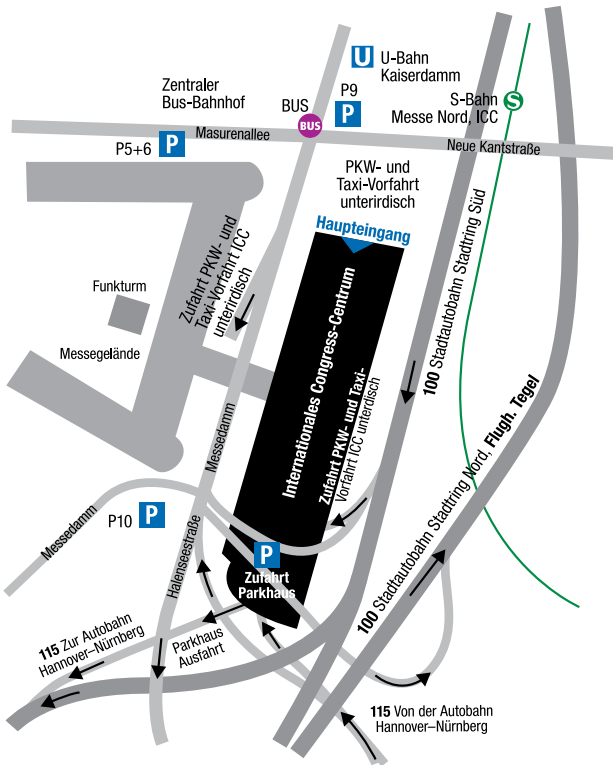 U
U-Bahn
Kaiserdamm
Zentraler
Bus-Bahnhof
BUS
BUS
P9
P
S-Bahn
Messe Nord, ICC
S
Masurenallee
Neue Kantstraße
P5+6
P
PKW- und
Taxi-Vorfahrt
unterirdisch
Haupteingang
Zufahrt PKW- und
Taxi-Vorfahrt ICC
unterirdisch
Funkturm
Messegelände
Internationales Congress-Centrum
Zufahrt PKW- und Taxi-
Vorfahrt ICC unterdisch
100 Stadtautobahn Stadtring Süd
100 Stadtautobahn Stadtring Nord, Flugh. Tegel
Messedamm
Messedamm
P10
P
Halenseestraße
P
Zufahrt
Parkhaus
115 Zur Autobahn
Hannover–Nürnberg
Parkhaus
Ausfahrt
115 Von der Autobahn
Hannover–Nürnberg